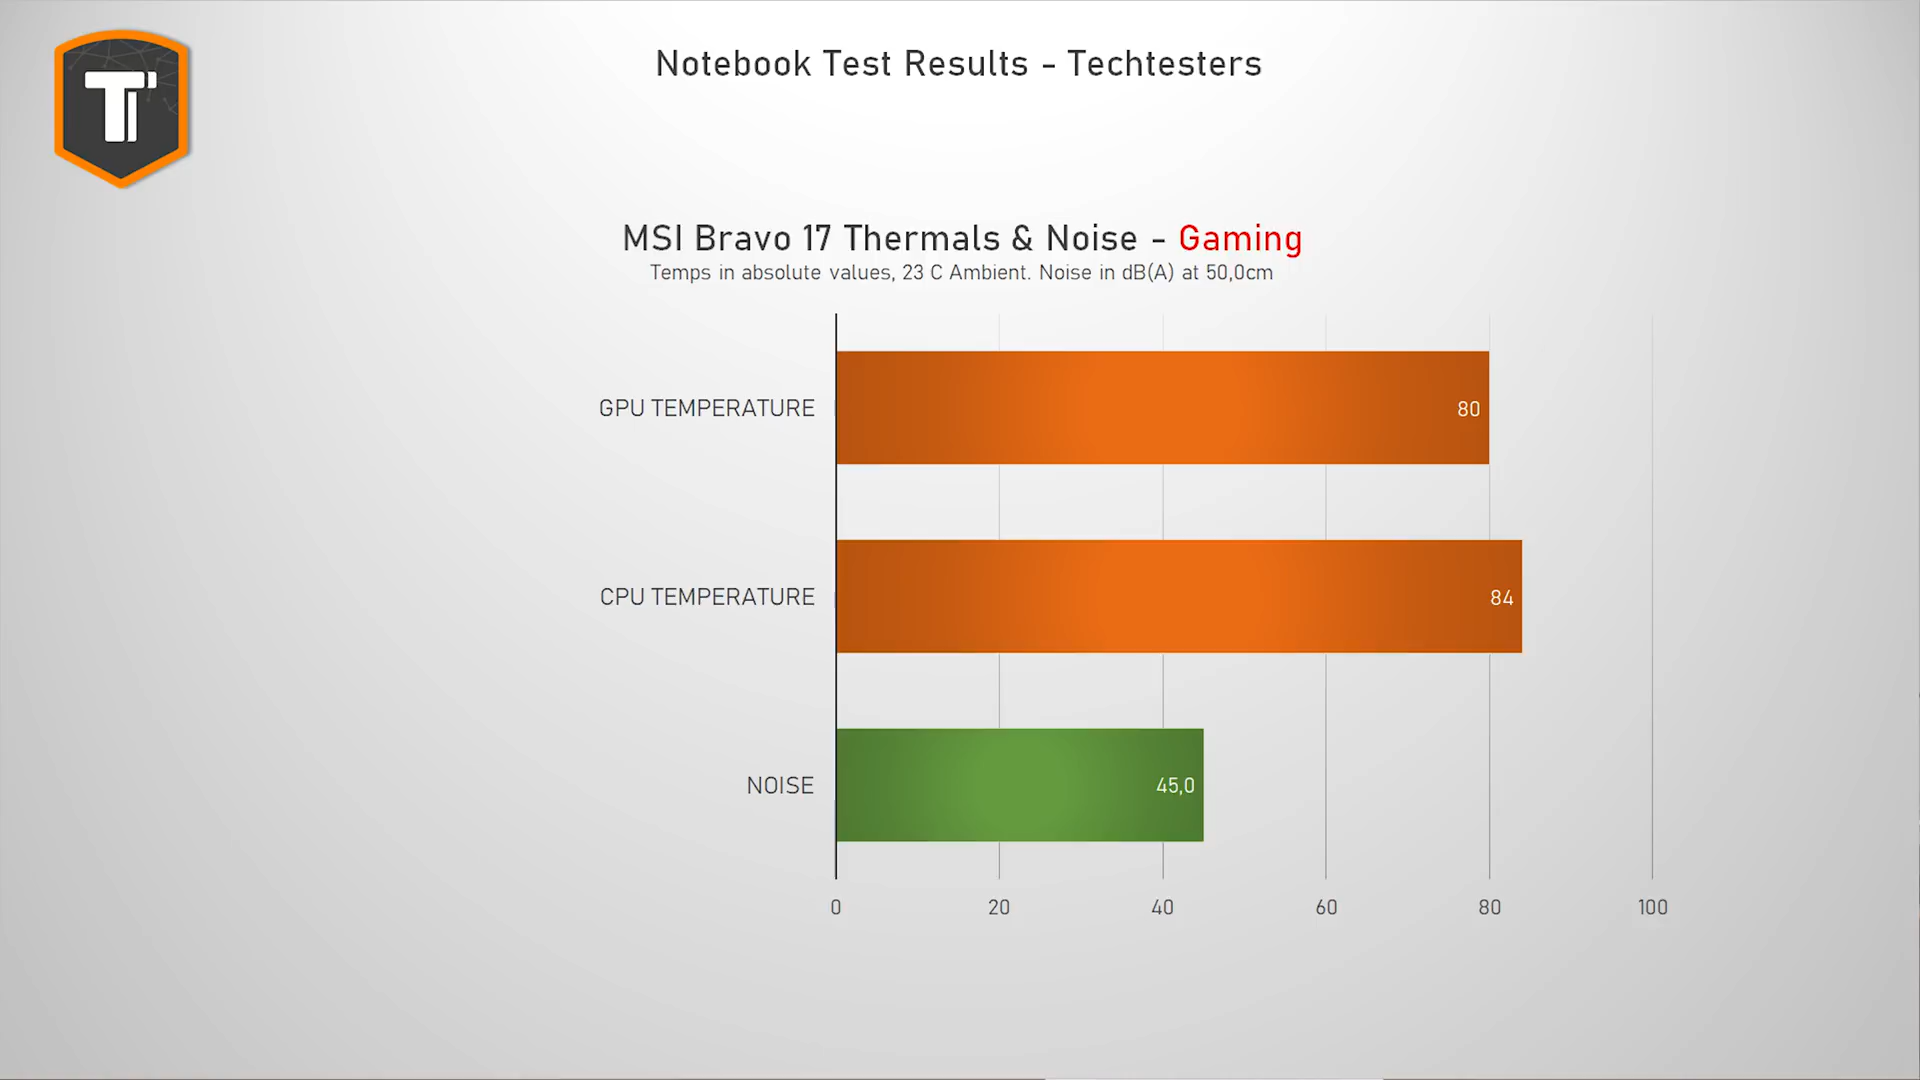 T
Notebook Test Results - Techtesters
MSI Bravo 17 Thermals & Noise - Gaming
Temps in absolute values, 23 C Ambient. Noise in dB(A) at 50,0cm
GPU TEMPERATURE 80
CPU TEMPERATURE 84
NOISE 45,0
0 20 40 60 80 100